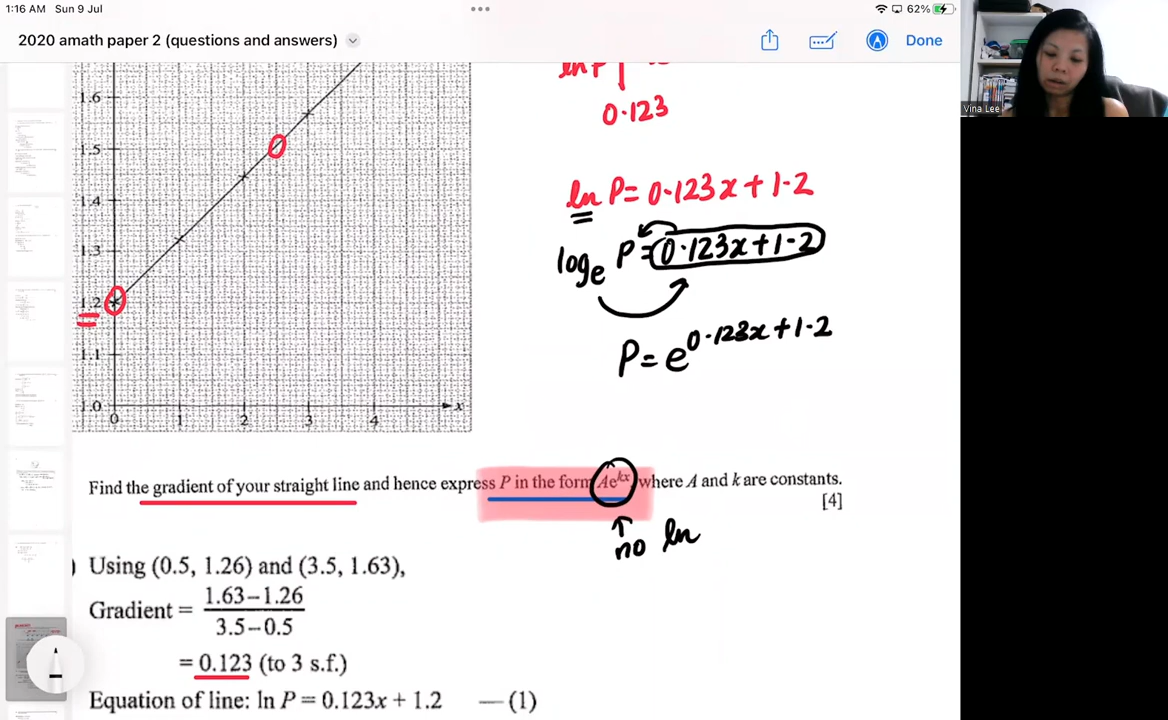 1:16 AM Sun 9 Jul
62%
2020 amath paper 2 (questions and answers)
Done
Vina Lee
1.6
1.5
1.4
1.3
1.2
1.1
1.0
0 1 2 3 4
x
ln P
0.123
ln P = 0.123x + 1.2
log e P = 0.123x + 1.2
P = e^0.123x + 1.2
Find the gradient of your straight line and hence express P in the form Ae^kx, where A and k are constants.
[4]
no ln
) Using (0.5, 1.26) and (3.5, 1.63),
Gradient = 1.63 – 1.26 / 3.5 – 0.5
= 0.123 (to 3 s.f.)
Equation of line: ln P = 0.123x + 1.2 — (1)